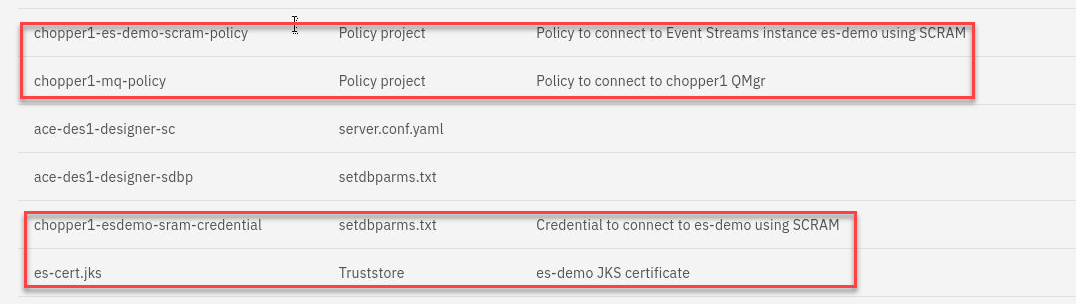 chopper1-es-demo-scram-policy Policy project Policy to connect to Event Streams instance es-demo using SCRAM
chopper1-mq-policy Policy project Policy to connect to chopper1 QMgr
ace-des1-designer-sc server.conf.yaml
ace-des1-designer-sdbp setdbparms.txt
chopper1-esdemo-sram-credential setdbparms.txt Credential to connect to es-demo using SCRAM
es-cert.jks Truststore es-demo JKS certificate